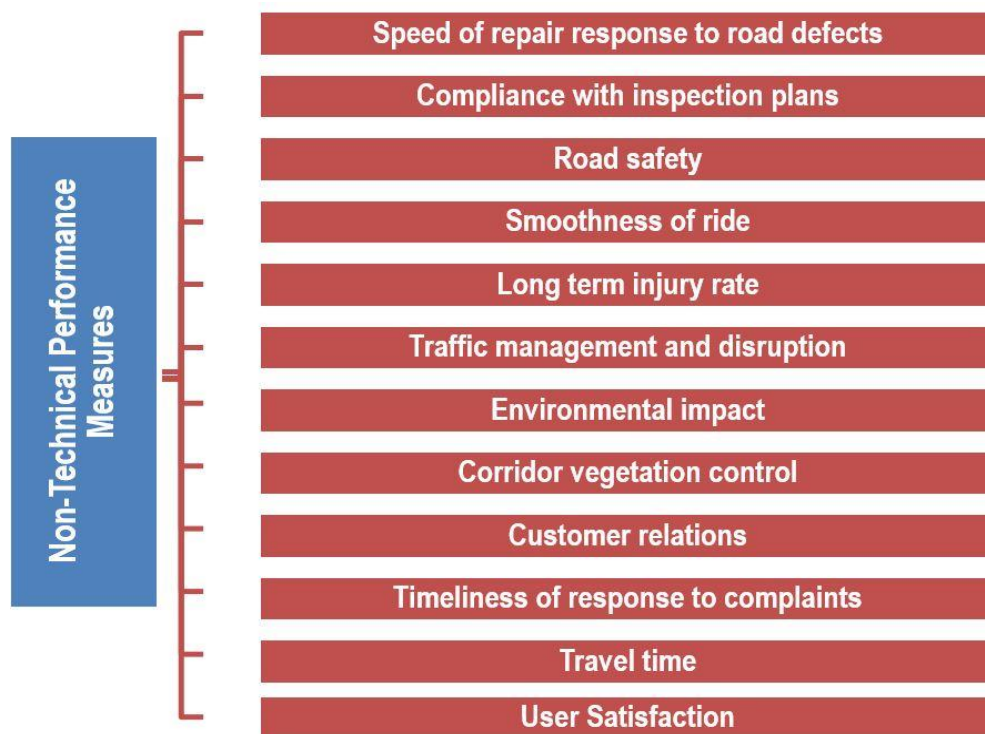 Non-Technical Performance
Measures
Speed of repair response to road defects
Compliance with inspection plans
Road safety
Smoothness of ride
Long term injury rate
Traffic management and disruption
Environmental impact
Corridor vegetation control
Customer relations
Timeliness of response to complaints
Travel time
User Satisfaction